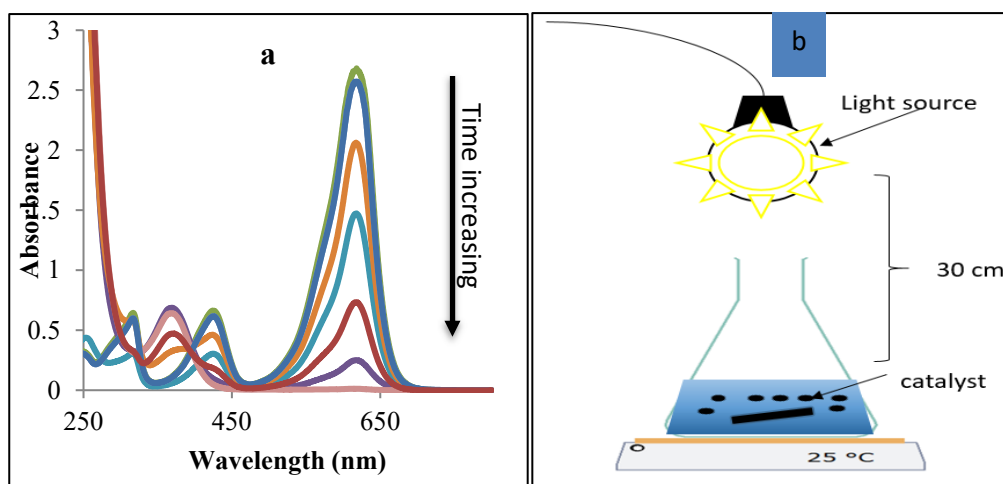 a
3
2.5
2
1.5
1
0.5
0
250
450
650
Absorbance
Wavelength (nm)
Time increasing
b
Light source
30 cm
catalyst
25 °C